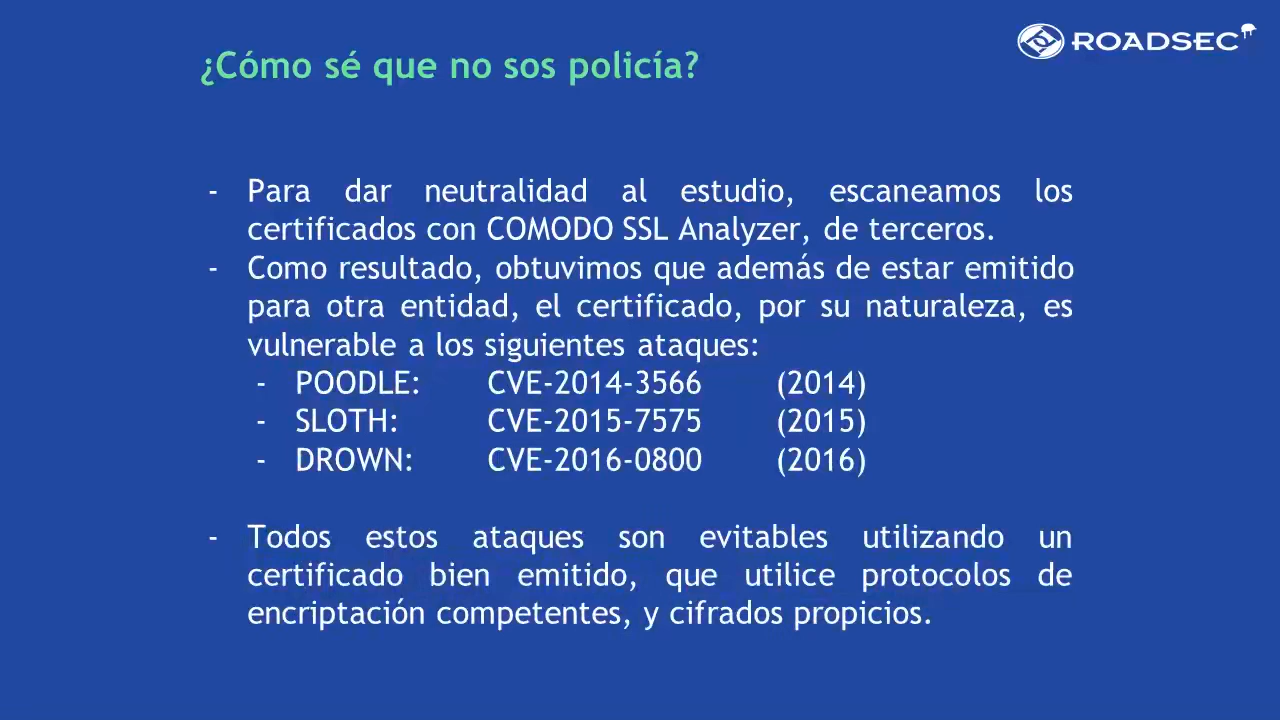 ROADSEC
¿Cómo sé que no sos policía?
- Para dar neutralidad al estudio, escaneamos los
certificados con COMODO SSL Analyzer, de terceros.
- Como resultado, obtuvimos que además de estar emitido
para otra entidad, el certificado, por su naturaleza, es
vulnerable a los siguientes ataques:
- POODLE: CVE-2014-3566 (2014)
- SLOTH: CVE-2015-7575 (2015)
- DROWN: CVE-2016-0800 (2016)
- Todos estos ataques son evitables utilizando un
certificado bien emitido, que utilice protocolos de
encriptación competentes, y cifrados propicios.